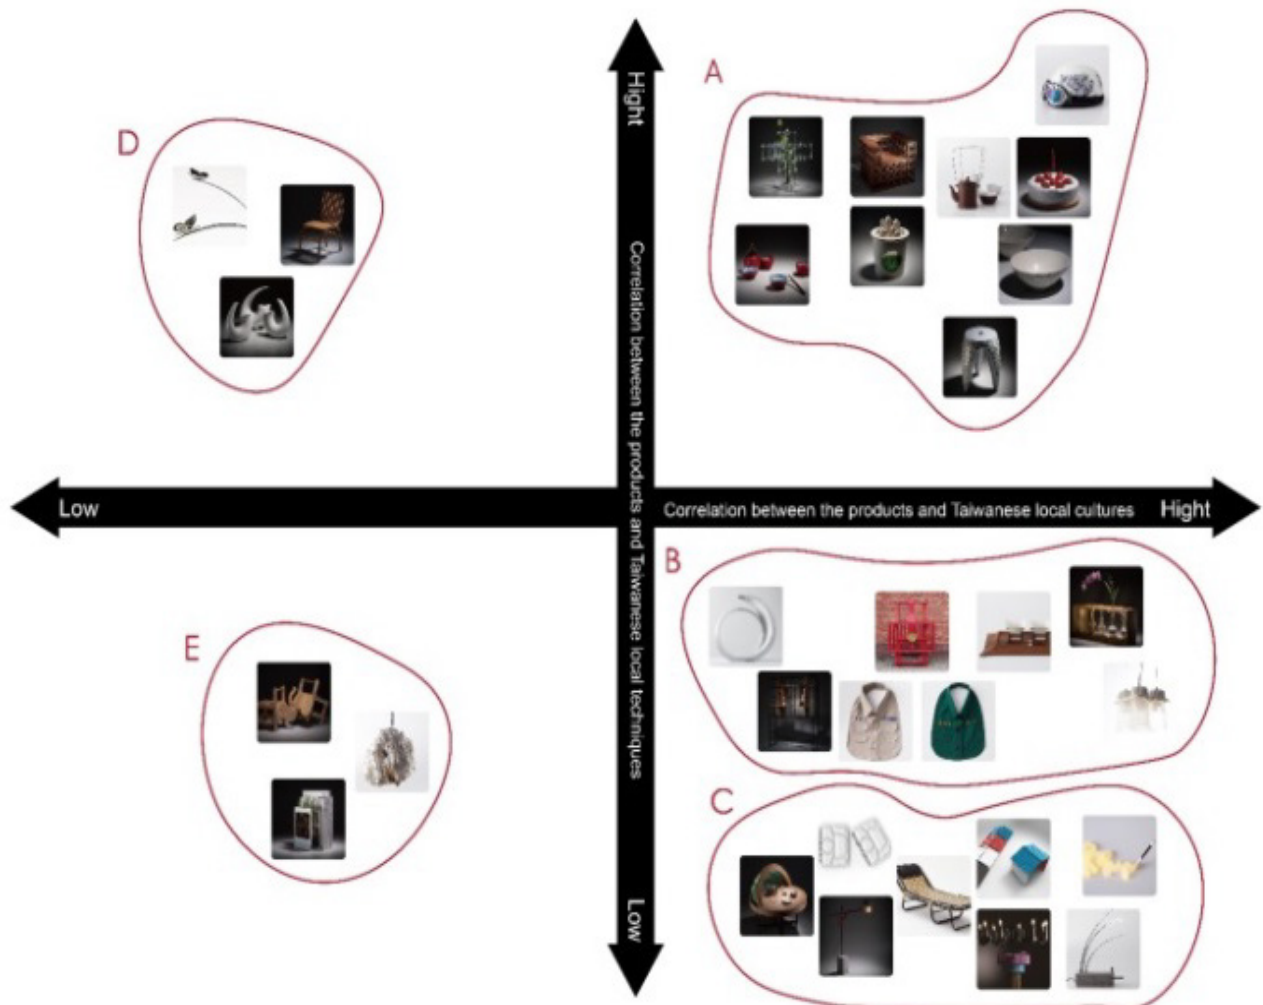 A
Hight
D
Correlation between the products and Taiwanese local techniques
Low
Correlation between the products and Taiwanese local cultures
Hight
B
E
C
Low